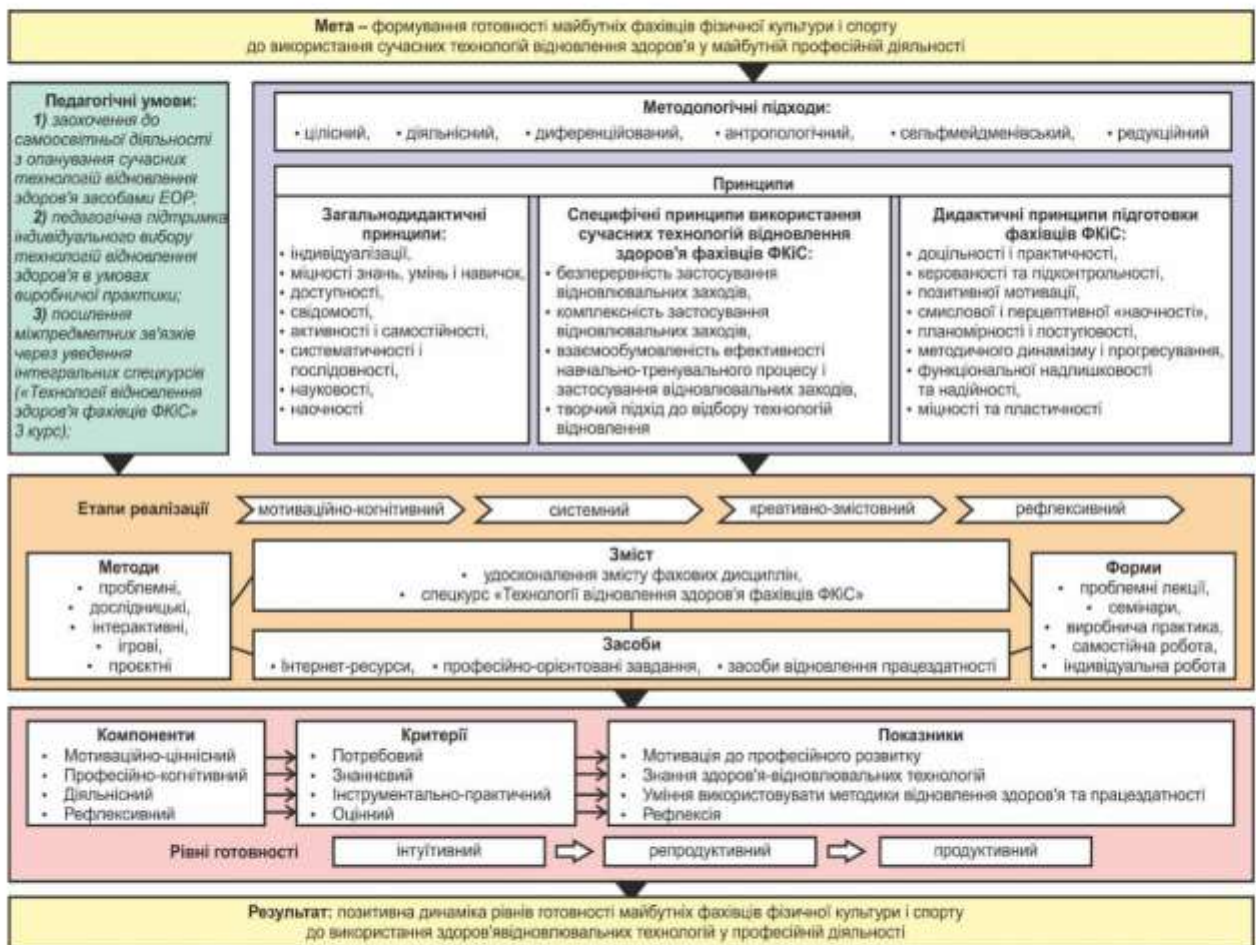 Мета – формування готовності майбутніх фахівців фізичної культури і спорту
до використання сучасних технологій відновлення здоров'я у майбутній професійній діяльності
Педагогічні умови:
1) заохочення до
самоосвітньої діяльності
з опанування сучасних
технологій відновлення
здоров'я засобами ЕОР;
2) педагогічна підтримка
індивідуального вибору
технологій відновлення
здоров'я в умовах
виробничої практики;
3) посилення
міжпредметних зв'язків
через уведення
інтегральних спецкурсів
(«Технології відновлення
здоров'я фахівців ФКіС»
3 курс);
Методологічні підходи:
• цілісний, • діяльнісний, • диференційований, • антропологічний, • сельфмейдменівський, • редукційний
Принципи
Загальнодидактичні
принципи:
• індивідуалізації,
• міцності знань, умінь і навичок,
• доступності,
• свідомості,
• активності і самостійності,
• систематичності і
послідовності,
• науковості,
• наочності
Специфічні принципи використання
сучасних технологій відновлення
здоров'я фахівців ФКіС:
• безперервність застосування
відновлювальних заходів,
• комплексність застосування
відновлювальних заходів,
• взаємообумовленість ефективності
навчально-тренувального процесу і
застосування відновлювальних заходів,
• творчий підхід до відбору технологій
відновлення
Дидактичні принципи підготовки
фахівців ФКіС:
• доцільності і практичності,
• керованості та підконтрольності,
• позитивної мотивації,
• смислової і перцептивної «наочності»,
• планомірності і поступовості,
• методичного динамізму і прогресування,
• функціональної надлишковості
та надійності,
• міцності та пластичності
Етапи реалізації мотиваційно-когнітивний системний креативно-змістовний рефлексивний
Методи
• проблемні,
• дослідницькі,
• інтерактивні,
• ігрові,
• проєктні
Зміст
• удосконалення змісту фахових дисциплін,
• спецкурс «Технології відновлення здоров'я фахівців ФКіС»
Засоби
• Інтернет-ресурси, • професійно-орієнтовані завдання, • засоби відновлення працездатності
Форми
• проблемні лекції,
• семінари,
• виробнича практика,
• самостійна робота,
• індивідуальна робота
Компоненти
• Мотиваційно-ціннісний
• Професійно-когнітивний
• Діяльнісний
• Рефлексивний
Критерії
• Потребовий
• Знаннєвий
• Інструментально-практичний
• Оцінний
Показники
• Мотивація до професійного розвитку
• Знання здоров'я-відновлювальних технологій
• Уміння використовувати методики відновлення здоров'я та працездатності
• Рефлексія
Рівні готовності інтуїтивний репродуктивний продуктивний
Результат: позитивна динаміка рівнів готовності майбутніх фахівців фізичної культури і спорту
до використання здоров'явідновлювальних технологій у професійній діяльності